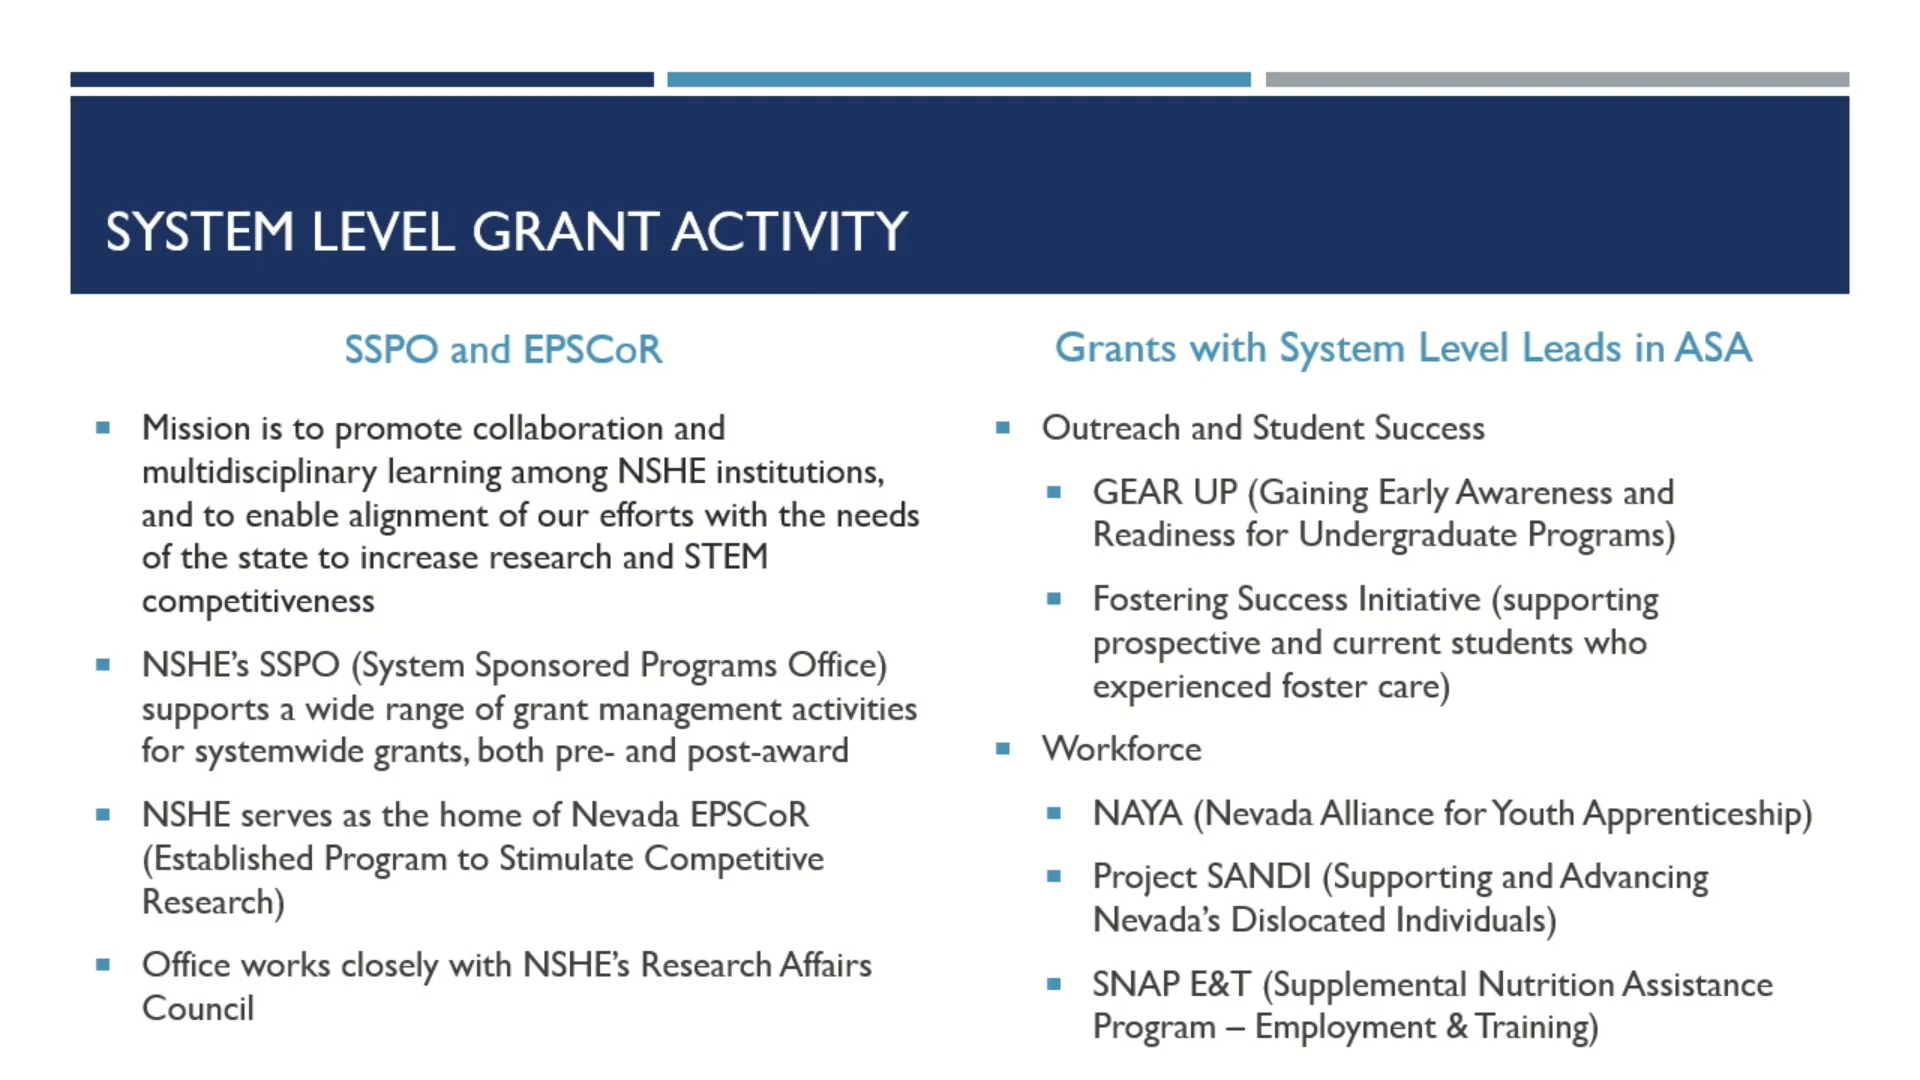 SYSTEM LEVEL GRANT ACTIVITY
SSPO and EPSCoR
Mission is to promote collaboration and
multidisciplinary learning among NSHE institutions,
and to enable alignment of our efforts with the needs
of the state to increase research and STEM
competitiveness
NSHE’s SSPO (System Sponsored Programs Office)
supports a wide range of grant management activities
for systemwide grants, both pre- and post-award
NSHE serves as the home of Nevada EPSCoR
(Established Program to Stimulate Competitive
Research)
Office works closely with NSHE’s Research Affairs
Council
Grants with System Level Leads in ASA
Outreach and Student Success
GEAR UP (Gaining Early Awareness and
Readiness for Undergraduate Programs)
Fostering Success Initiative (supporting
prospective and current students who
experienced foster care)
Workforce
NAYA (Nevada Alliance for Youth Apprenticeship)
Project SANDI (Supporting and Advancing
Nevada’s Dislocated Individuals)
SNAP E&T (Supplemental Nutrition Assistance
Program – Employment & Training)